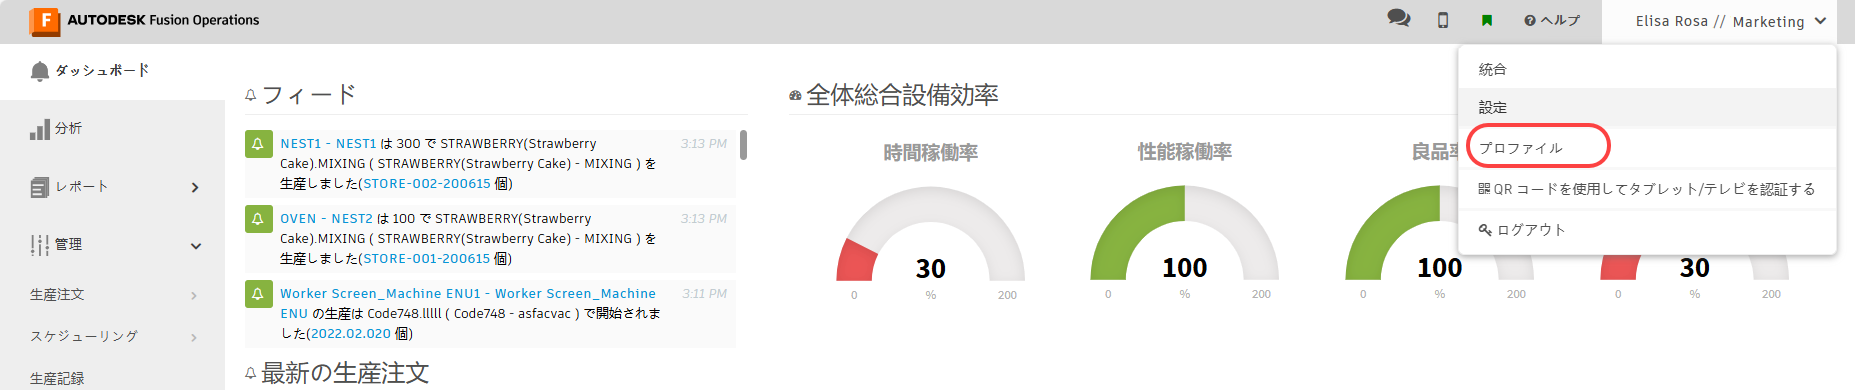 AUTODESK Fusion Operations
ヘルプ
Elisa Rosa // Marketing
統合
設定
プロファイル
QR コードを使用してタブレット/テレビを認証する
ログアウト
ダッシュボード
分析
レポート
管理
生産注文
スケジューリング
生産記録
フィード
NEST1 - NEST1 は 300 で STRAWBERRY(Strawberry
Cake).MIXING ( STRAWBERRY(Strawberry Cake) - MIXING ) を
生産しました(STORE-002-200615 個)
3:13 PM
OVEN - NEST2 は 100 で STRAWBERRY(Strawberry
Cake).MIXING ( STRAWBERRY(Strawberry Cake) - MIXING ) を
生産しました(STORE-001-200615 個)
3:13 PM
Worker Screen_Machine ENU1 - Worker Screen_Machine
ENU の生産は Code748.lllll ( Code748 - asfacvac ) で開始されま
した(2022.02.020 個)
3:11 PM
最新の生産注文
全体総合設備効率
時間稼働率
30
0 % 200
性能稼働率
100
0 % 200
良品
100
0 % 200
30
0 % 200